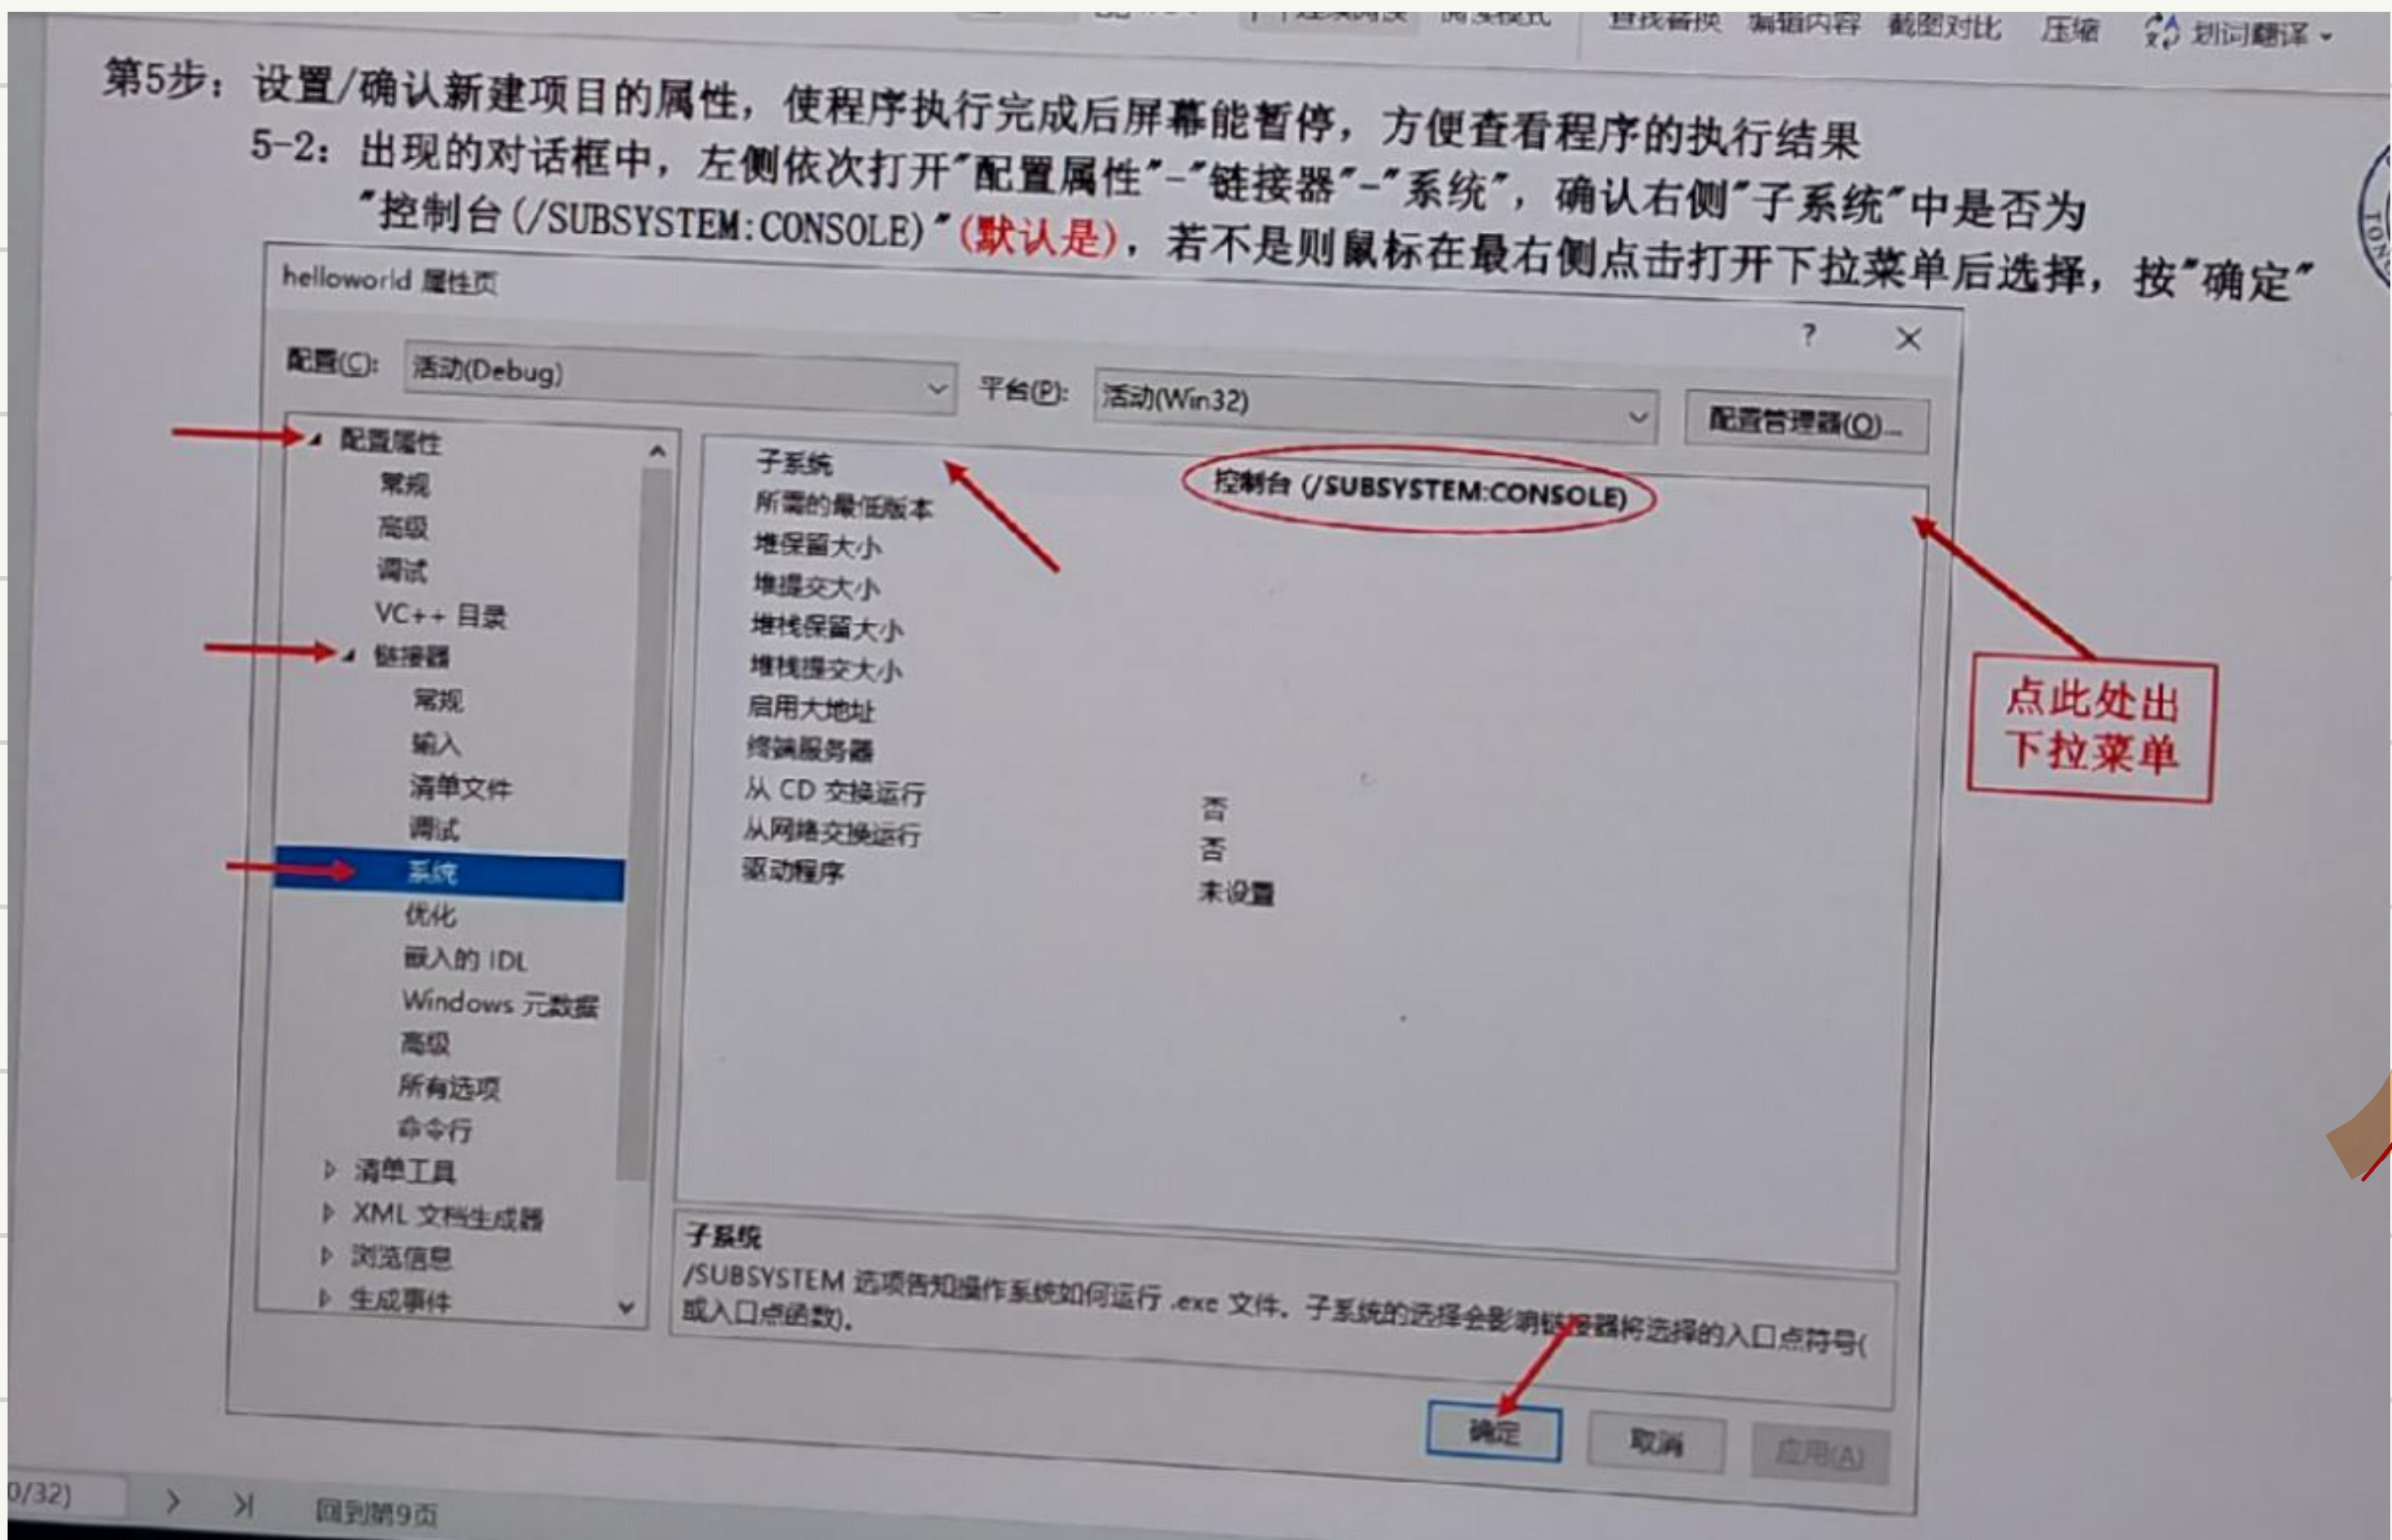 连续阅读 阅读模式 查找替换 编辑内容 截图对比 压缩 划词翻译
第5步：设置/确认新建项目的属性，使程序执行完成后屏幕能暂停，方便查看程序的执行结果
5-2：出现的对话框中，左侧依次打开"配置属性"-"链接器"-"系统"，确认右侧"子系统"中是否为
"控制台(/SUBSYSTEM:CONSOLE)"(默认是)，若不是则鼠标在最右侧点击打开下拉菜单后选择，按"确定"
helloworld 属性页
? ×
配置(C): 活动(Debug) 平台(P): 活动(Win32) 配置管理器(O)...
配置属性
常规
高级
调试
VC++ 目录
链接器
常规
输入
清单文件
调试
系统
优化
嵌入的 IDL
Windows 元数据
高级
所有选项
命令行
清单工具
XML 文档生成器
浏览信息
生成事件
子系统 控制台 (/SUBSYSTEM:CONSOLE)
所需的最低版本
堆保留大小
堆提交大小
堆栈保留大小
堆栈提交大小
启用大地址
终端服务器
从 CD 交换运行 否
从网络交换运行 否
驱动程序 未设置
点此处出
下拉菜单
子系统
/SUBSYSTEM 选项告知操作系统如何运行 .exe 文件。子系统的选择会影响链接器将选择的入口点符号(
或入口点函数)。
确定 取消 应用(A)
0/32) 回到第9页
TON